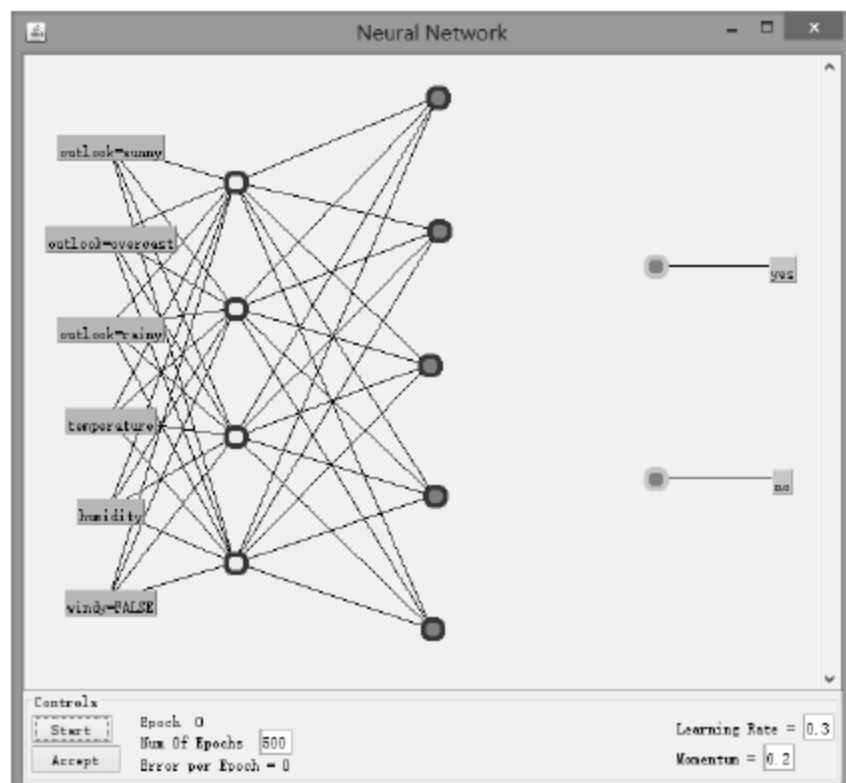 Neural Network
outlook=sunny
outlook=overcast
outlook=rainy
temperature
humidity
windy=FALSE
yes
no
Controls
Start
Accept
Epoch 0
Num Of Epochs 500
Error per Epoch = 0
Learning Rate = 0.3
Momentum = 0.2